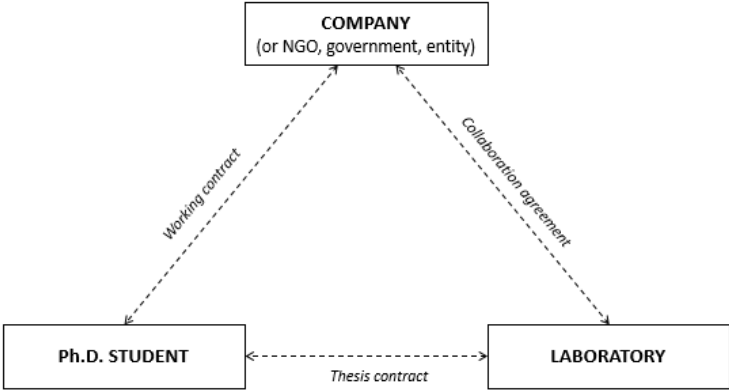 COMPANY
(or NGO, government, entity)
Working contract
Collaboration agreement
Ph.D. STUDENT
LABORATORY
Thesis contract